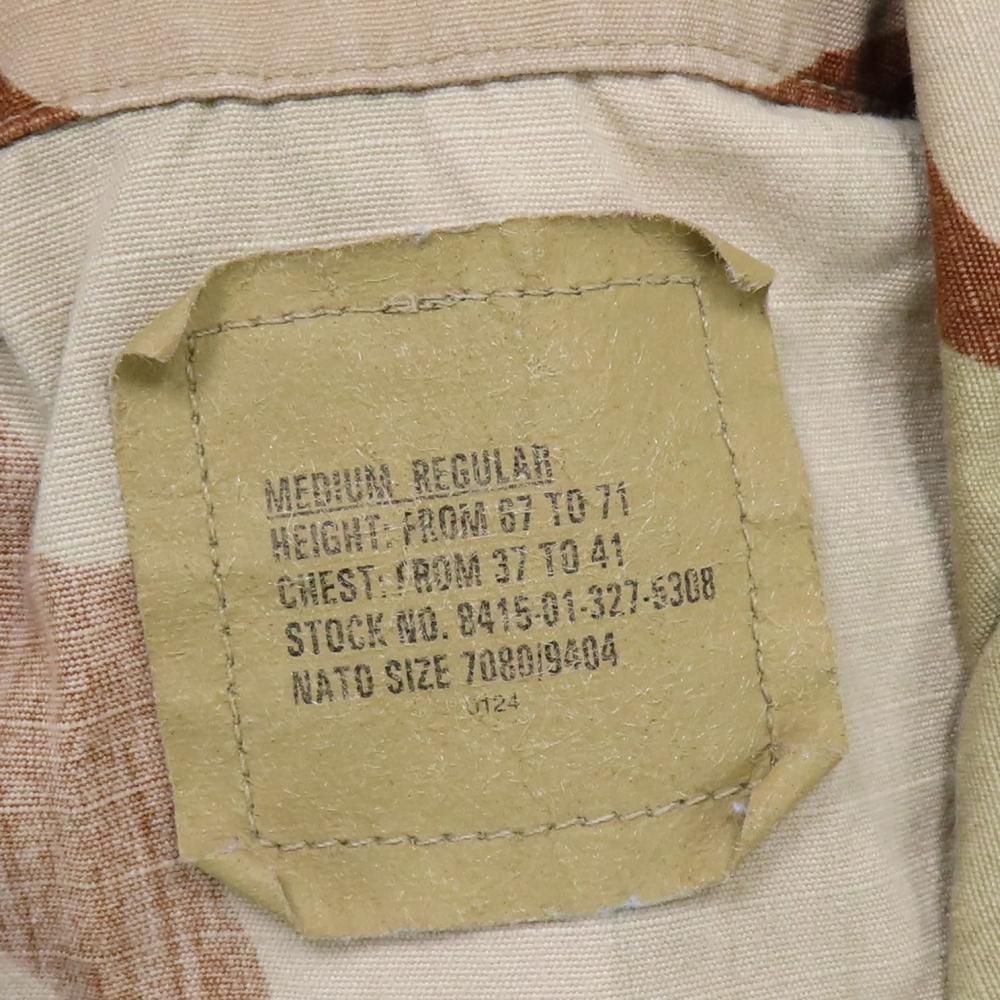 MEDIUM REGULAR
HEIGHT: FROM 67 TO 71
CHEST: FROM 37 TO 41
STOCK NO. 8415-01-327-5308
NATO SIZE 7080/9404
0124